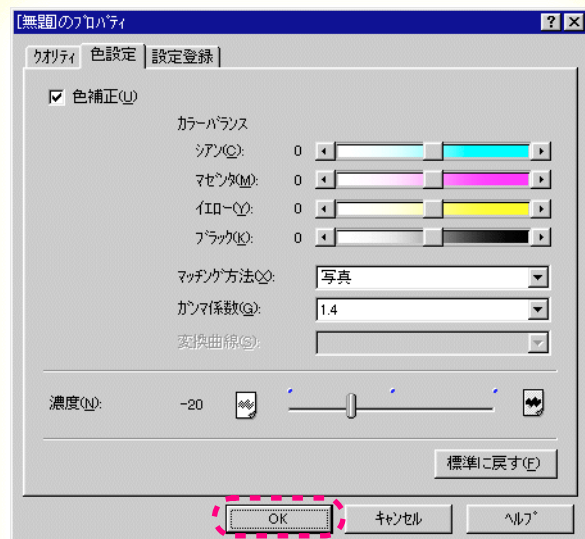 [無題]のﾌﾟﾛﾊﾟﾃｨ
ｸｵﾘﾃｨ 色設定 設定登録
色補正(U)
ｶﾗｰﾊﾞﾗﾝｽ
ｼｱﾝ(C): 0
ﾏｾﾞﾝﾀ(M): 0
ｲｴﾛｰ(Y): 0
ﾌﾞﾗｯｸ(K): 0
ﾏｯﾁﾝｸﾞ方法(X): 写真
ｶﾞﾝﾏ係数(G): 1.4
変換曲線(S):
濃度(N): -20
標準に戻す(F)
OK ｷｬﾝｾﾙ ﾍﾙﾌﾟ